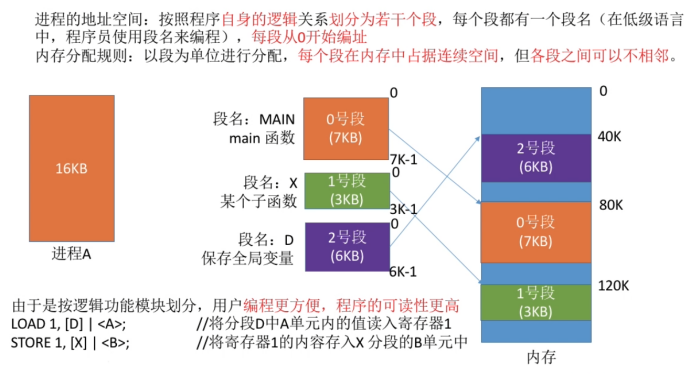 进程的地址空间：按照程序自身的逻辑关系划分为若干个段，每个段都有一个段名（在低级语言
中，程序员使用段名来编程），每段从0开始编址
内存分配规则：以段为单位进行分配，每个段在内存中占据连续空间，但各段之间可以不相邻。
16KB
进程A
段名：MAIN
main 函数
0
0号段
(7KB)
7K-1
段名：X
某个子函数
0
1号段
(3KB)
3K-1
段名：D
保存全局变量
0
2号段
(6KB)
6K-1
0
40K
2号段
(6KB)
80K
0号段
(7KB)
120K
1号段
(3KB)
内存
由于是按逻辑功能模块划分，用户编程更方便，程序的可读性更高
LOAD 1, [D] | <A>; //将分段D中A单元内的值读入寄存器1
STORE 1, [X] | <B>; //将寄存器1的内容存入X 分段的B单元中